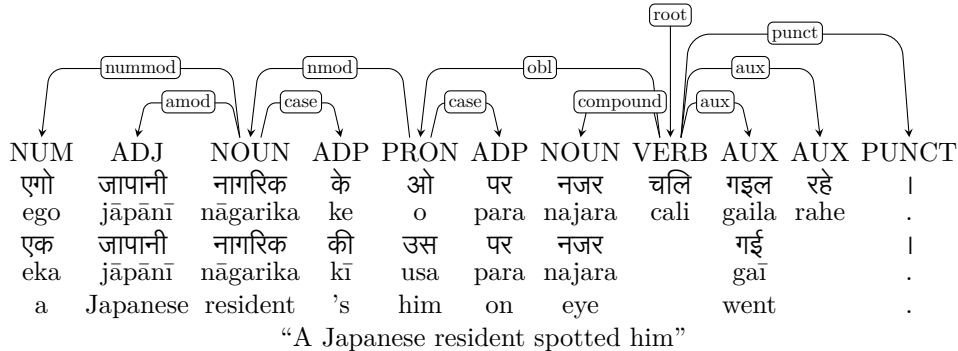 root
nummod nmod obl aux punct
amod case case compound aux
NUM ADJ NOUN ADP PRON ADP NOUN VERB AUX AUX PUNCT
एगो जापानी नागरिक के ओ पर नजर चलि गइल रहे ।
ego jāpānī nāgarika ke o para najara cali gaila rahe .
एक जापानी नागरिक की उस पर नजर गई ।
eka jāpānī nāgarika kī usa para najara gaī .
a Japanese resident 's him on eye went .
“A Japanese resident spotted him”